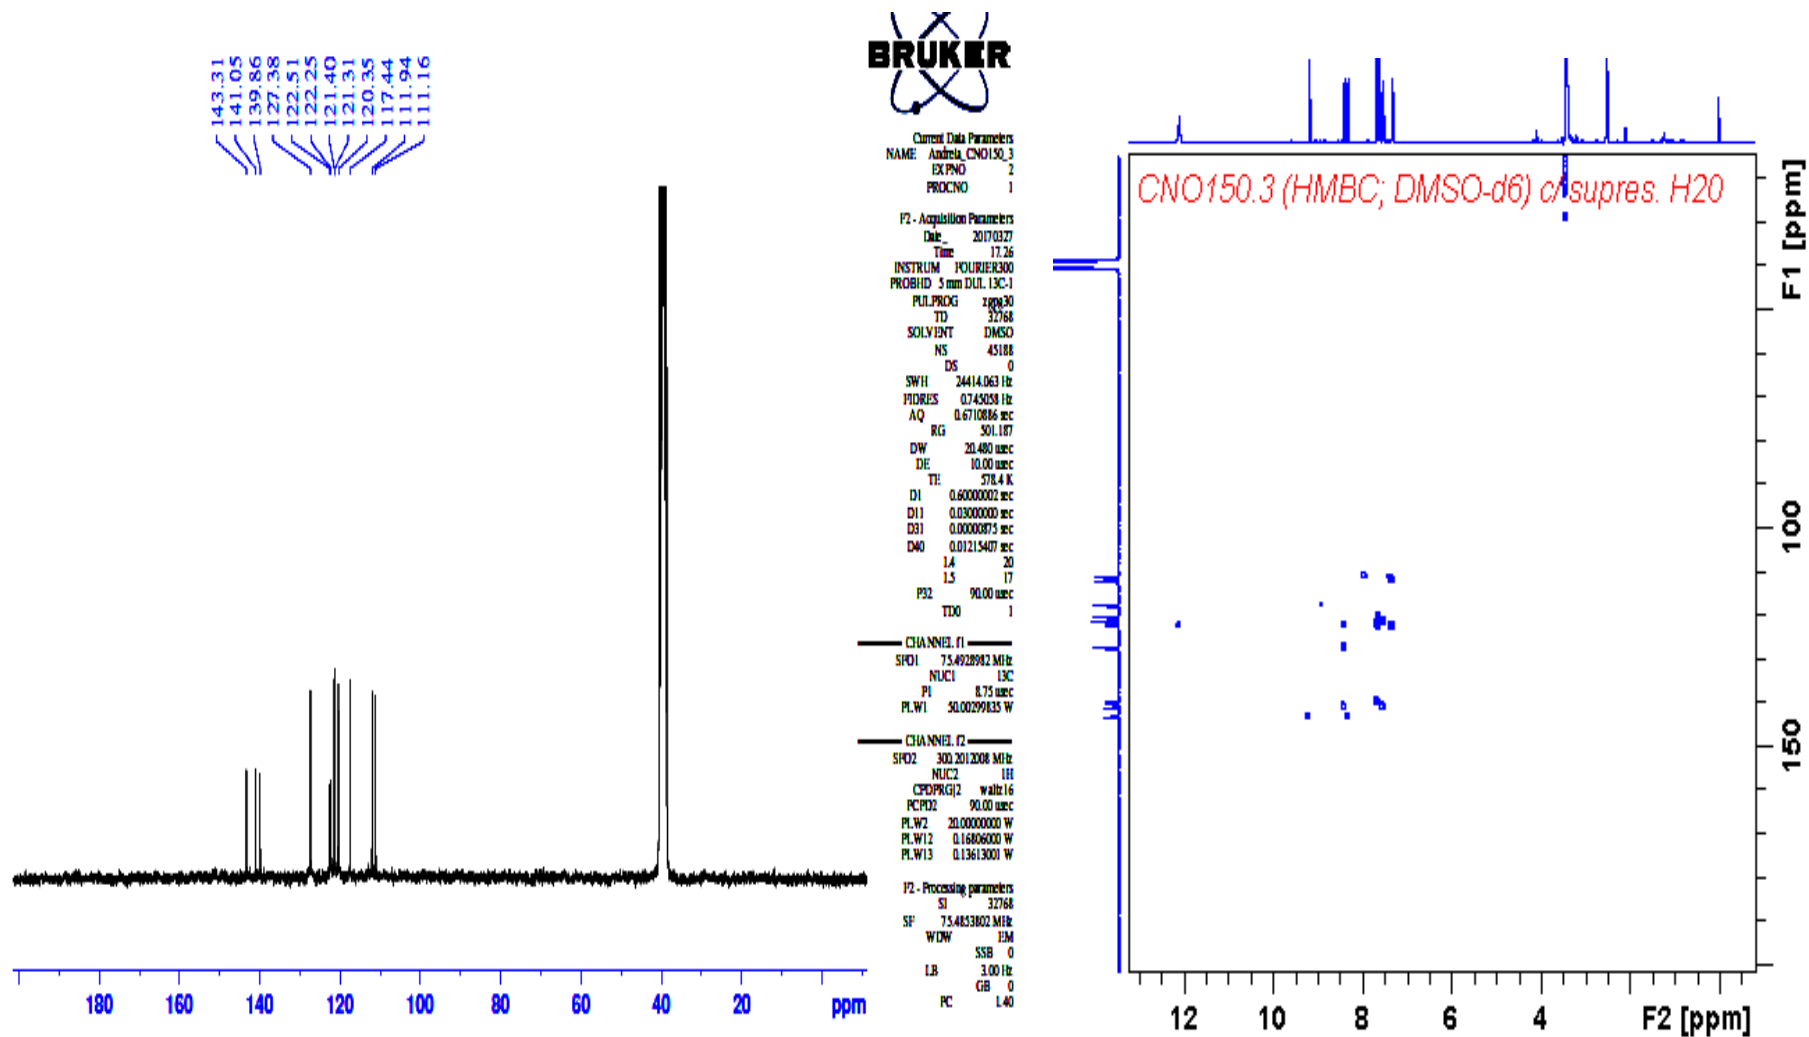 143.31
141.05
139.86
127.38
122.51
122.25
121.40
121.31
120.35
117.44
111.94
111.16
180 160 140 120 100 80 60 40 20 ppm
BRUKER
Current Data Parameters
NAME Andreia_CNO150_3
EXPNO 2
PROCNO 1
F2 - Acquisition Parameters
Date_ 20170327
Time 17.26
INSTRUM FOURIER300
PROBHD 5 mm DUL 13C-1
PULPROG zgpg30
TD 32768
SOLVENT DMSO
NS 45188
DS 0
SWH 24414.063 Hz
FIDRES 0.745058 Hz
AQ 0.6710886 sec
RG 501.187
DW 20.480 usec
DE 10.00 usec
TE 578.4 K
D1 0.60000002 sec
D11 0.03000000 sec
D31 0.00000875 sec
D40 0.01215407 sec
L4 20
L5 17
P32 90.00 usec
TD0 1
CHANNEL f1
SFO1 75.4928982 MHz
NUC1 13C
P1 8.75 usec
PLW1 50.00299835 W
CHANNEL f2
SFO2 300.2012008 MHz
NUC2 1H
CPDPRG[2 waltz16
PCPD2 90.00 usec
PLW2 20.00000000 W
PLW12 0.16806000 W
PLW13 0.13613001 W
F2 - Processing parameters
SI 32768
SF 75.4853802 MHz
WDW EM
SSB 0
LB 3.00 Hz
GB 0
PC 1.40
CNO150.3 (HMBC; DMSO-d6) c/ supres. H20
F1 [ppm]
100
150
12 10 8 6 4 F2 [ppm]